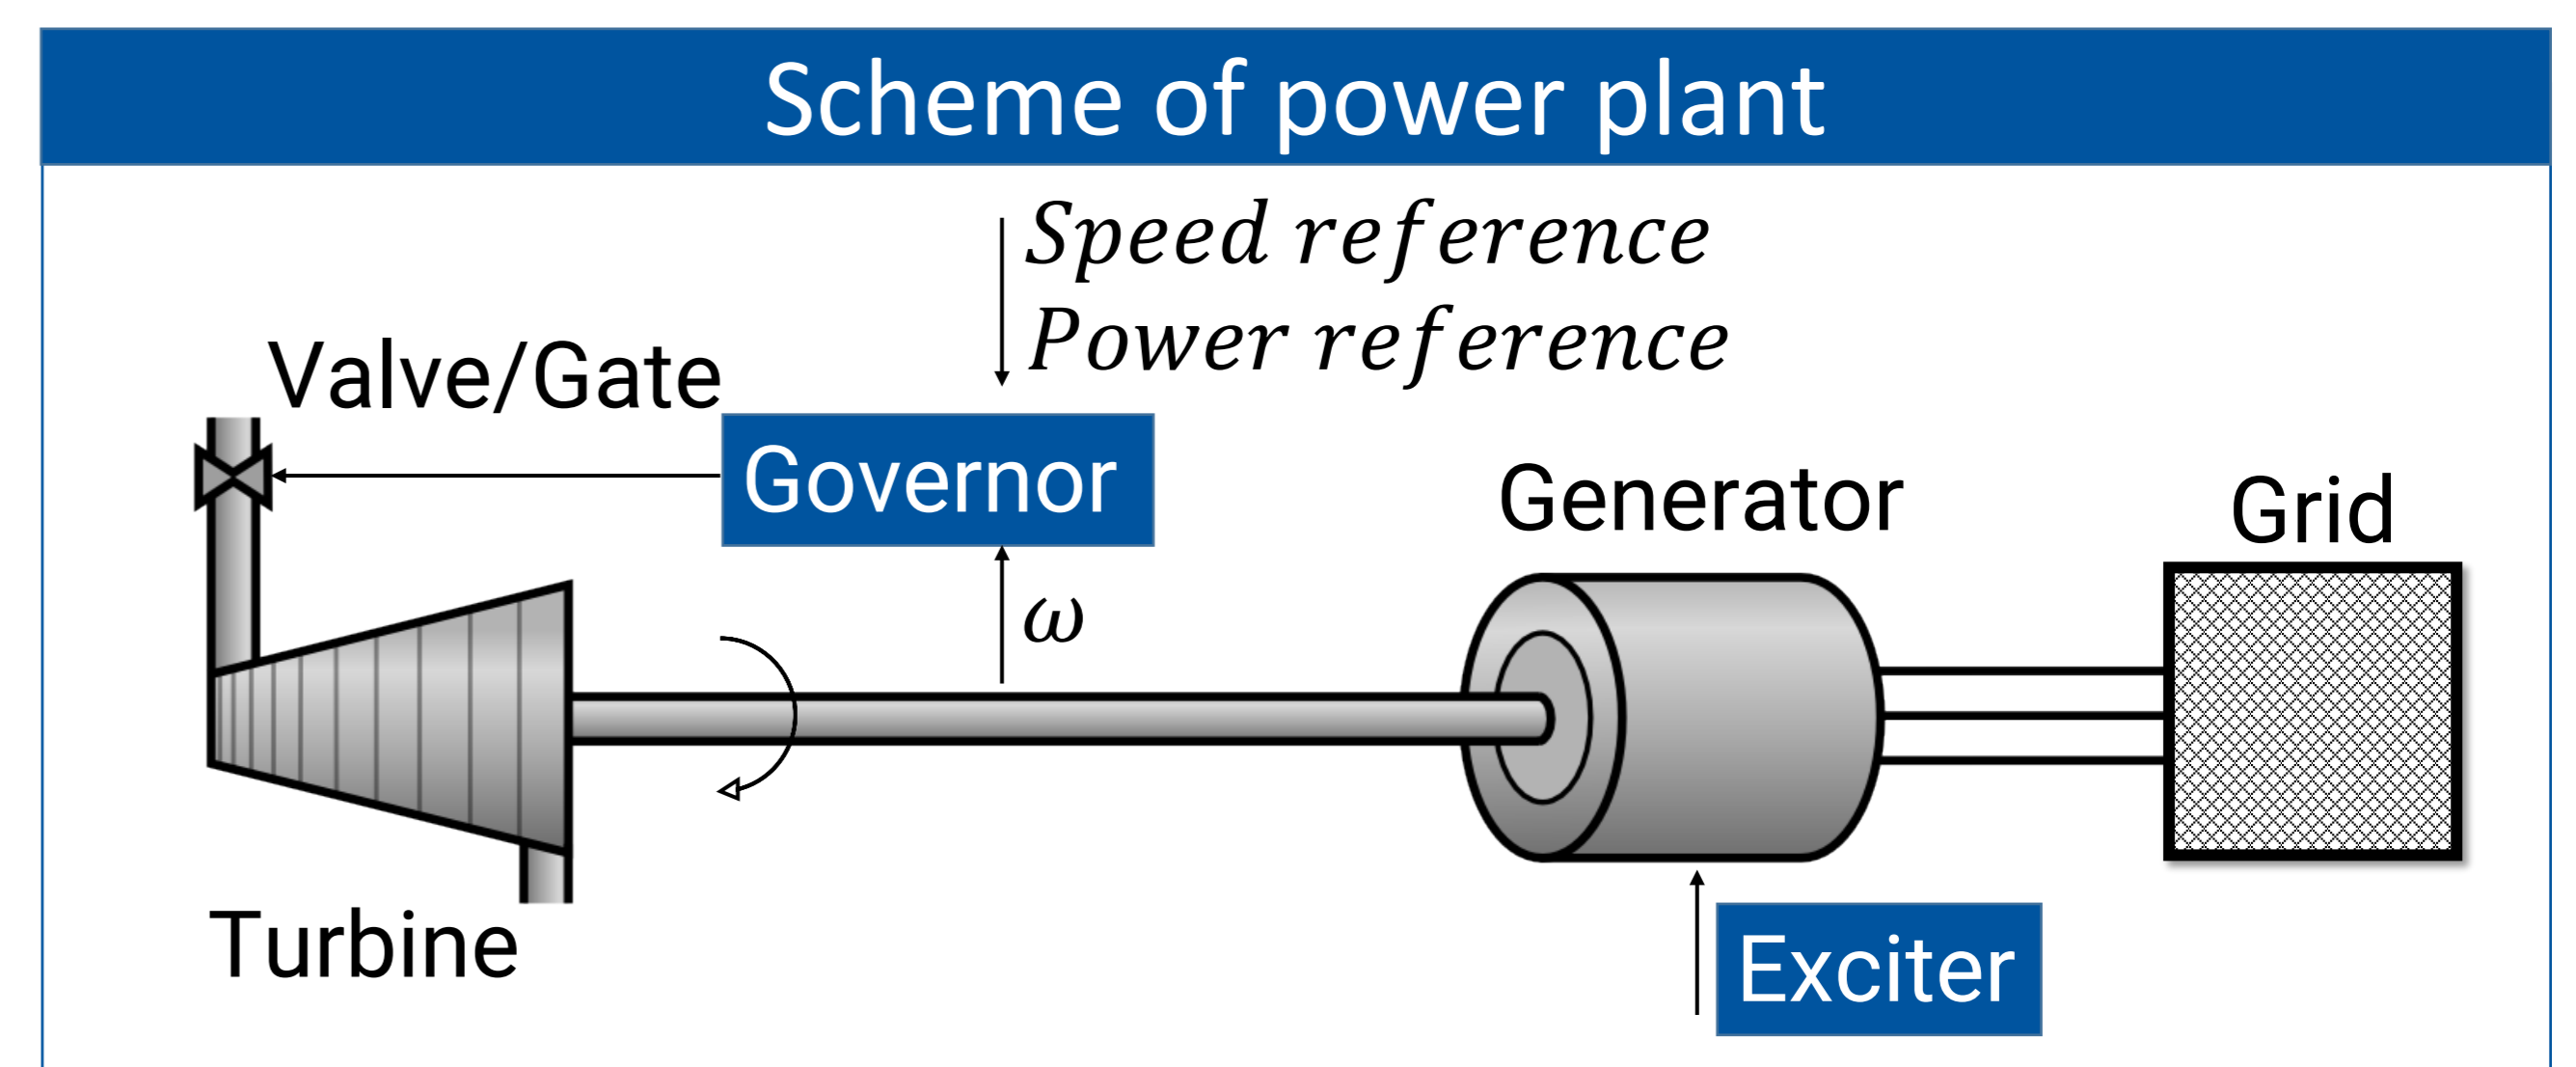 Scheme of power plant
Speed reference
Power reference
Valve/Gate
Governor
Generator
Grid
ω
Turbine
Exciter